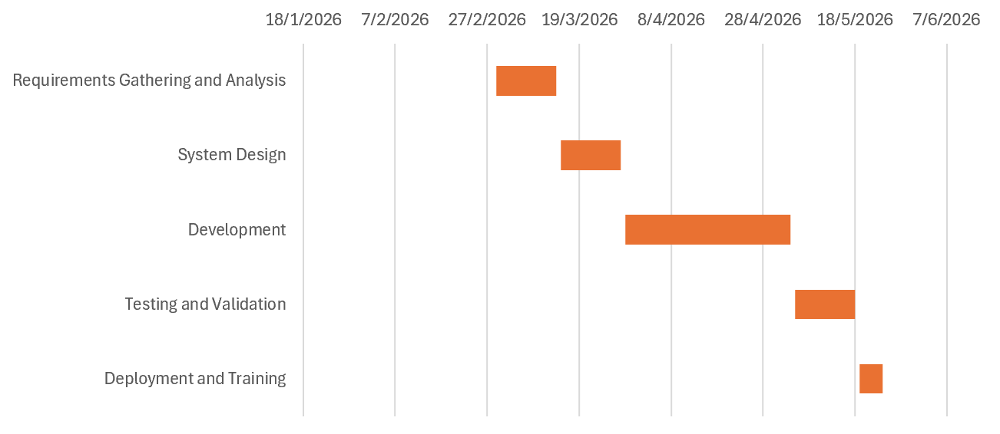 18/1/2026 7/2/2026 27/2/2026 19/3/2026 8/4/2026 28/4/2026 18/5/2026 7/6/2026
Requirements Gathering and Analysis
System Design
Development
Testing and Validation
Deployment and Training